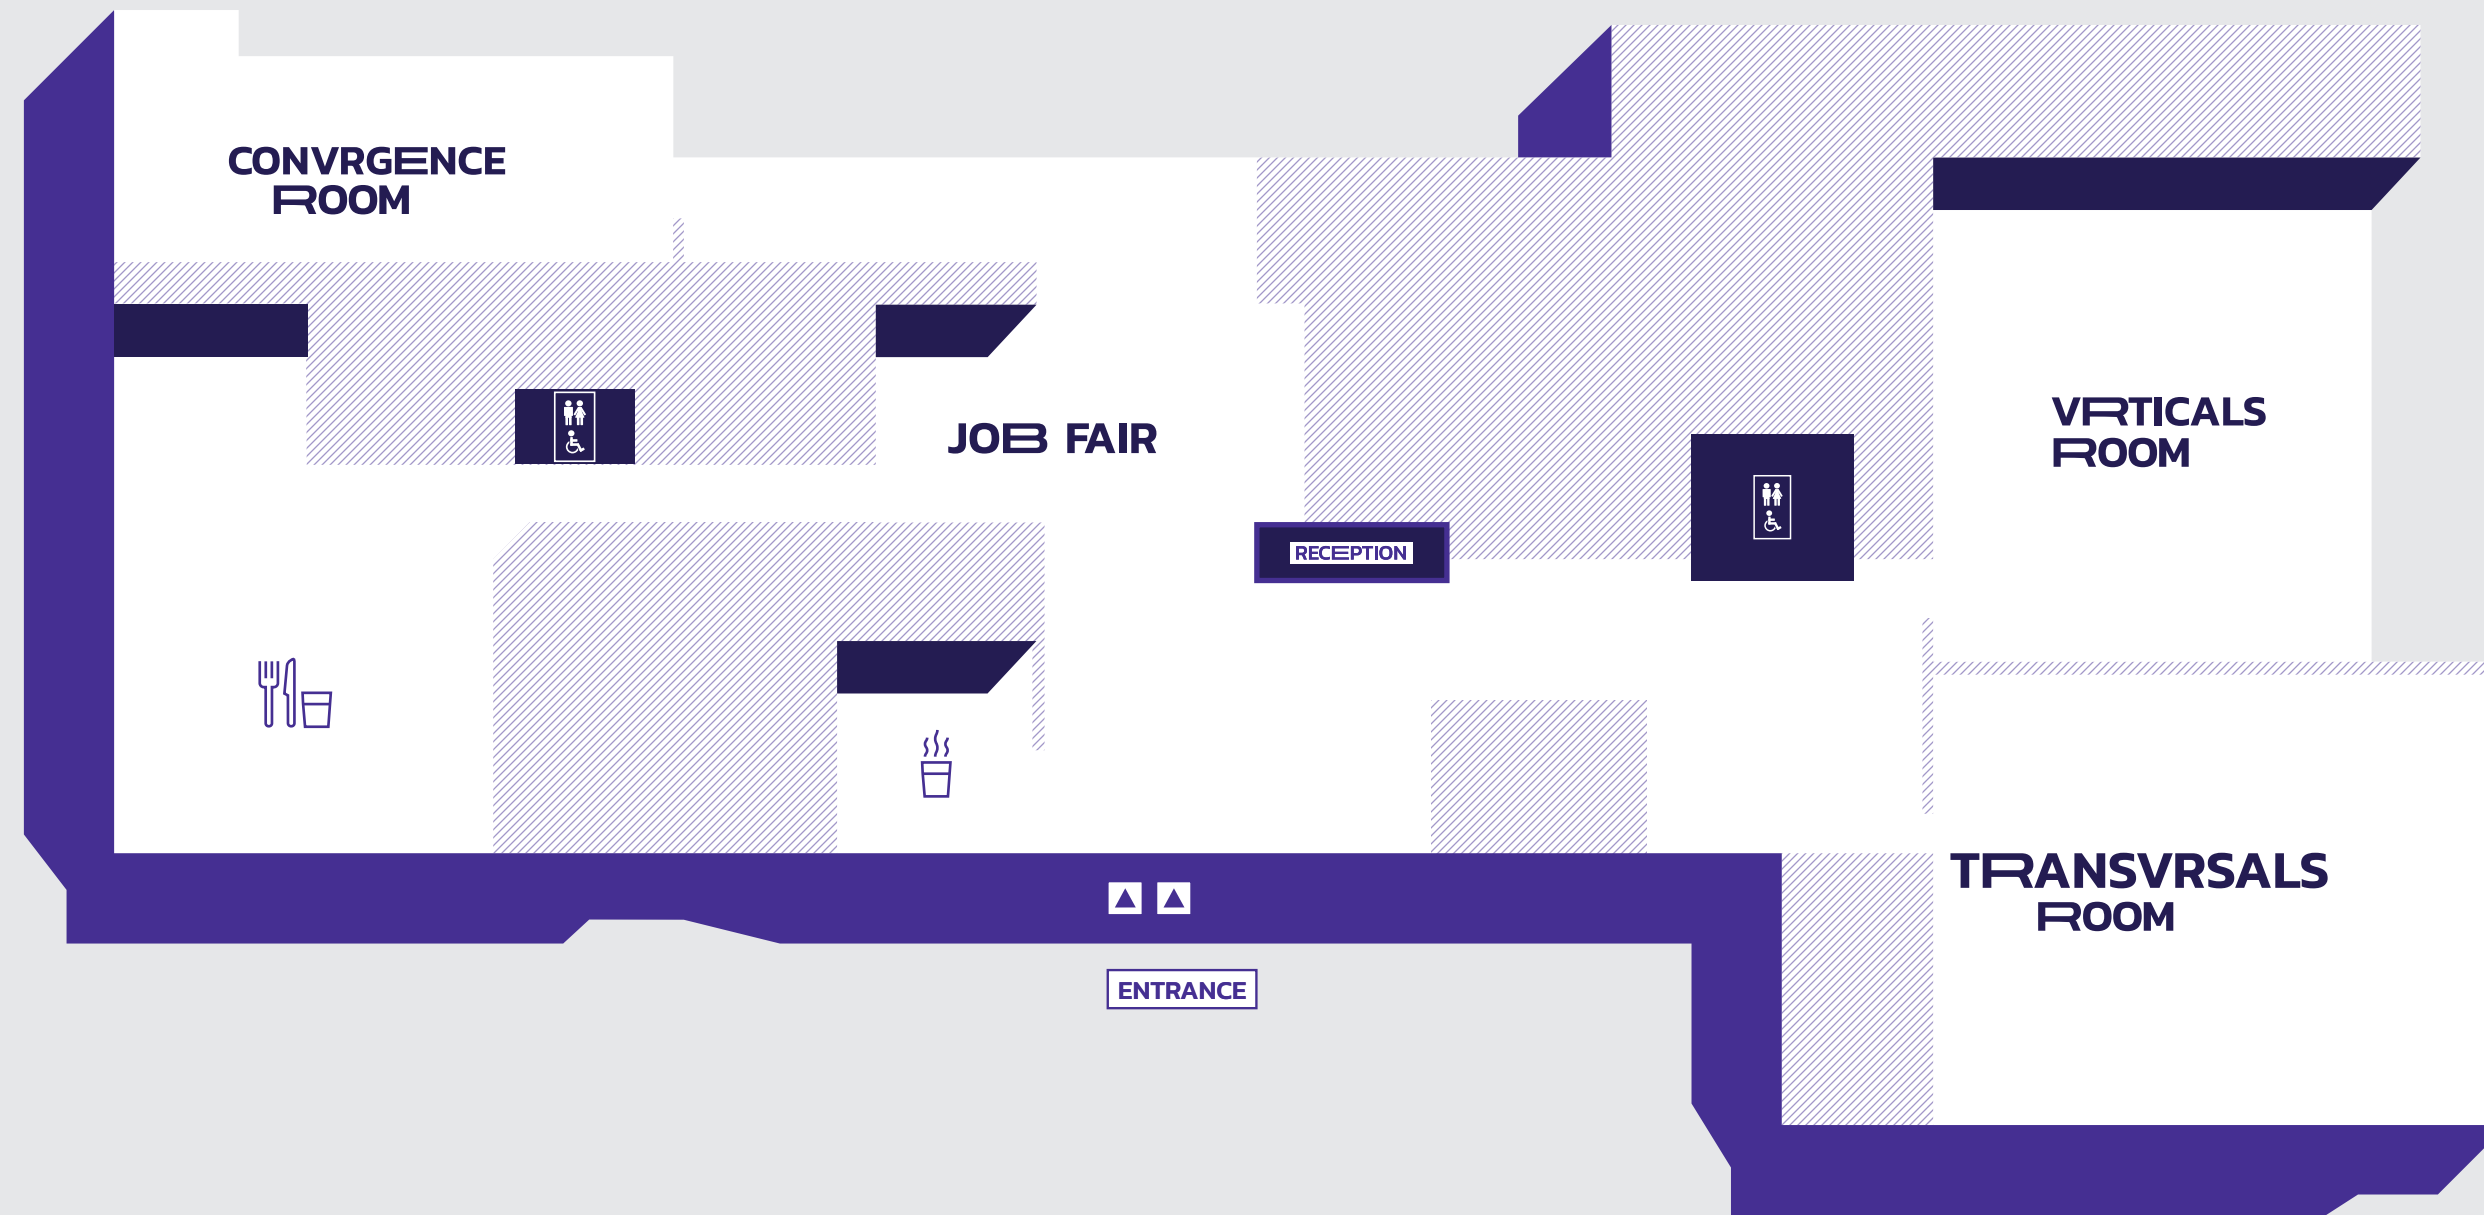 CONVRGENCE
ROOM
JOB FAIR
VRTICALS
ROOM
RECEPTION
TRANSVRSALS
ROOM
ENTRANCE